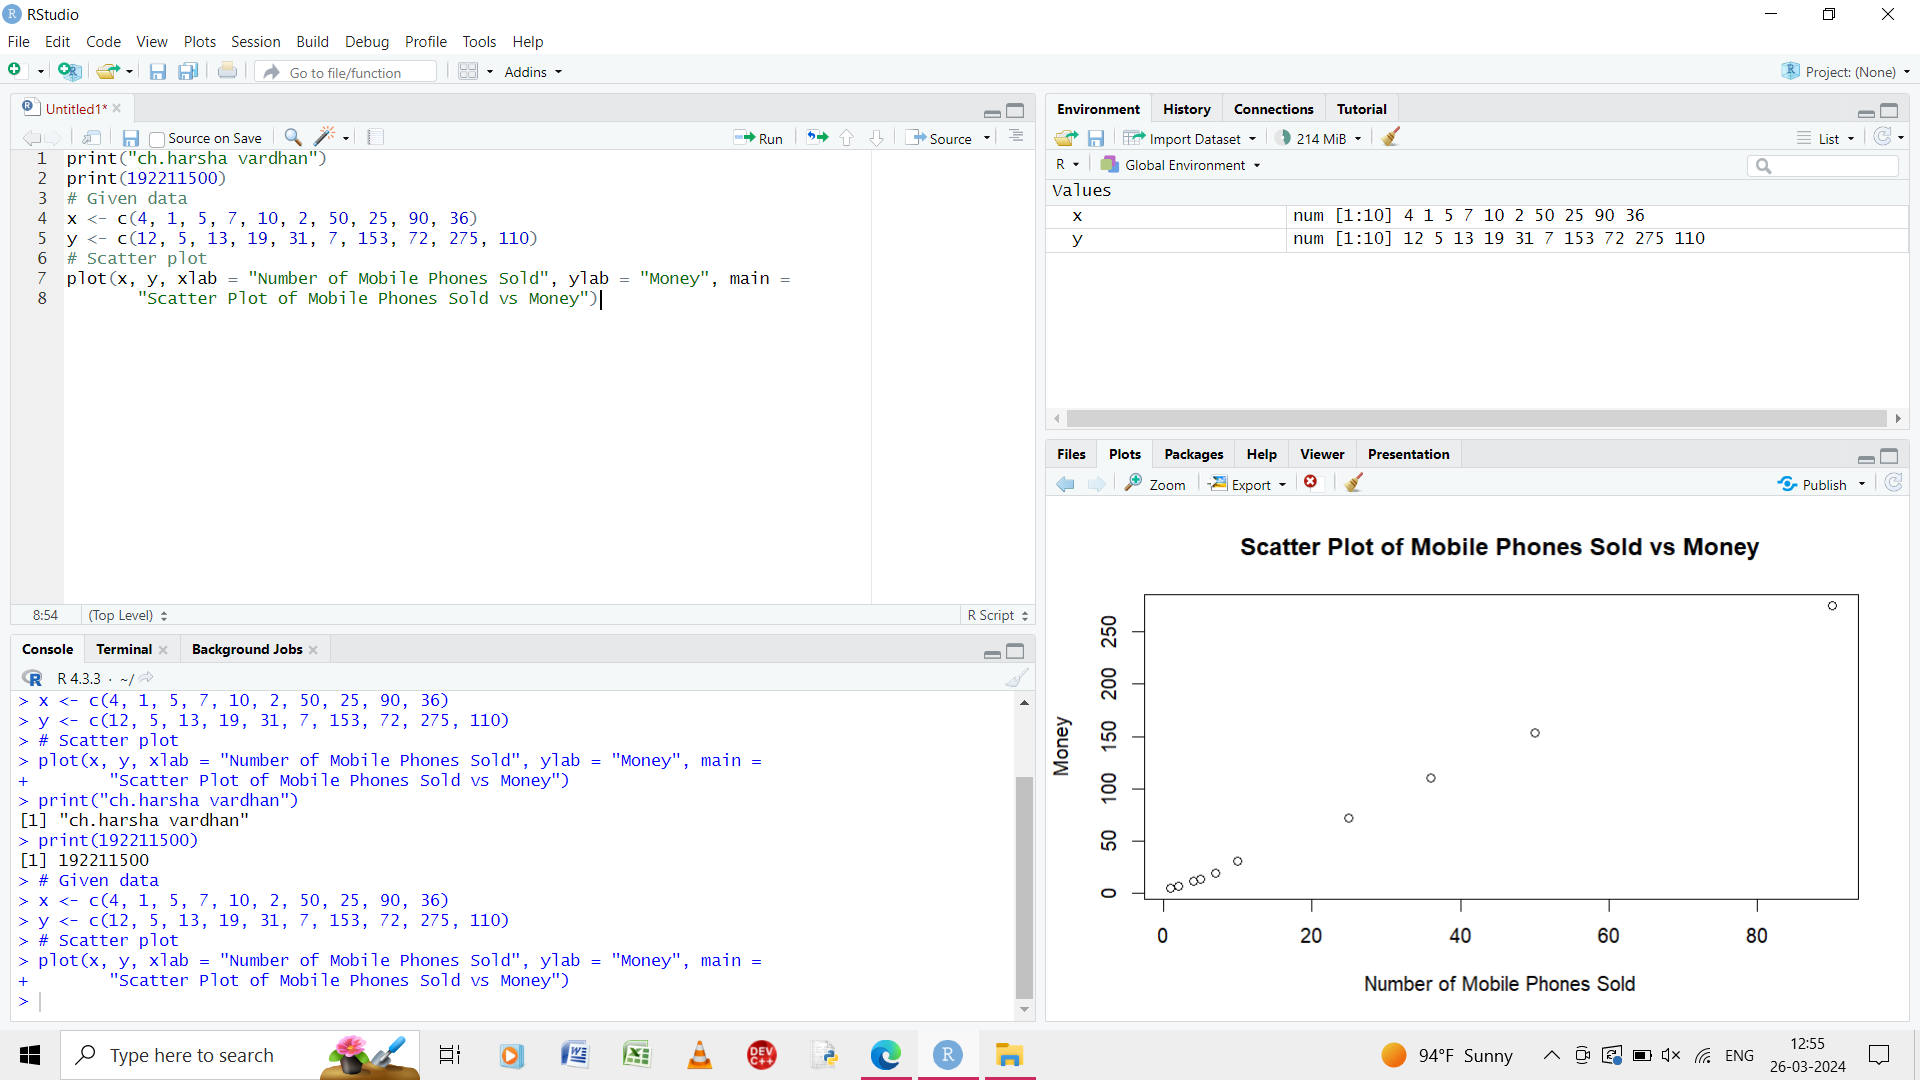 RStudio
File Edit Code View Plots Session Build Debug Profile Tools Help
Go to file/function Addins Project: (None)
Untitled1*
Source on Save Run Source
1 print("ch.harsha vardhan")
2 print(192211500)
3 # Given data
4 x <- c(4, 1, 5, 7, 10, 2, 50, 25, 90, 36)
5 y <- c(12, 5, 13, 19, 31, 7, 153, 72, 275, 110)
6 # Scatter plot
7 plot(x, y, xlab = "Number of Mobile Phones Sold", ylab = "Money", main =
8 "Scatter Plot of Mobile Phones Sold vs Money")
8:54 (Top Level) R Script
Console Terminal Background Jobs
R R 4.3.3 · ~/
> x <- c(4, 1, 5, 7, 10, 2, 50, 25, 90, 36)
> y <- c(12, 5, 13, 19, 31, 7, 153, 72, 275, 110)
> # Scatter plot
> plot(x, y, xlab = "Number of Mobile Phones Sold", ylab = "Money", main =
+ "Scatter Plot of Mobile Phones Sold vs Money")
> print("ch.harsha vardhan")
[1] "ch.harsha vardhan"
> print(192211500)
[1] 192211500
> # Given data
> x <- c(4, 1, 5, 7, 10, 2, 50, 25, 90, 36)
> y <- c(12, 5, 13, 19, 31, 7, 153, 72, 275, 110)
> # Scatter plot
> plot(x, y, xlab = "Number of Mobile Phones Sold", ylab = "Money", main =
+ "Scatter Plot of Mobile Phones Sold vs Money")
>
Environment History Connections Tutorial
Import Dataset 214 MiB List
R Global Environment
Values
x num [1:10] 4 1 5 7 10 2 50 25 90 36
y num [1:10] 12 5 13 19 31 7 153 72 275 110
Files Plots Packages Help Viewer Presentation
Zoom Export Publish
Scatter Plot of Mobile Phones Sold vs Money
Money
250
200
150
100
50
0
0 20 40 60 80
Number of Mobile Phones Sold
Type here to search
DEV C++
R
94°F Sunny
ENG
12:55
26-03-2024